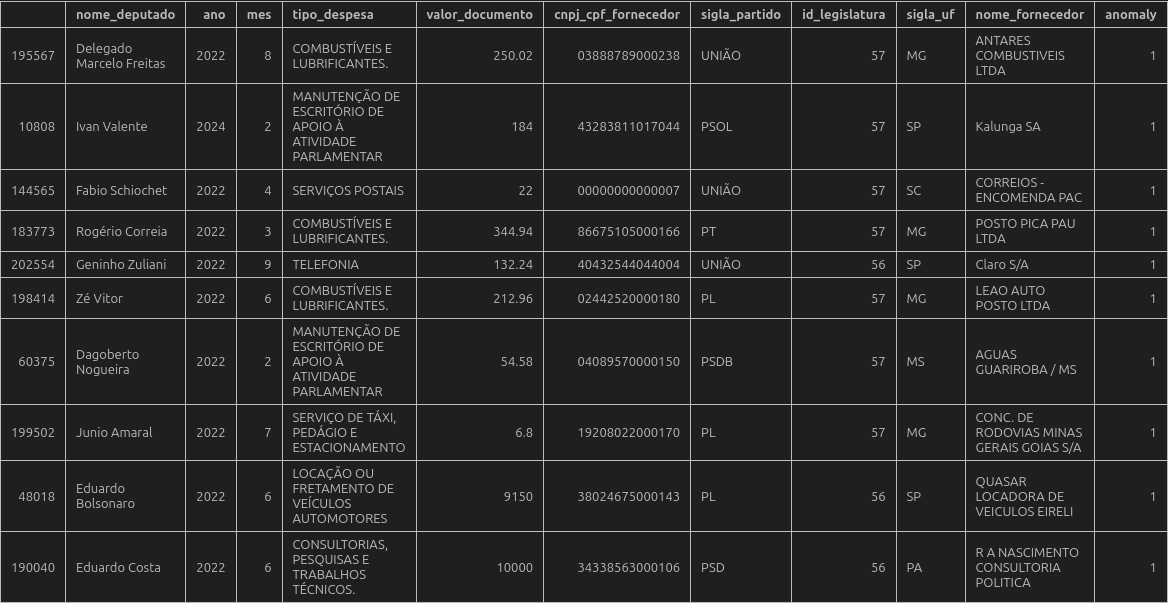 nome_deputado ano mes tipo_despesa valor_documento cnpj_cpf_fornecedor sigla_partido id_legislatura sigla_uf nome_fornecedor anomaly
195567 Delegado Marcelo Freitas 2022 8 COMBUSTÍVEIS E LUBRIFICANTES. 250.02 03888789000238 UNIÃO 57 MG ANTARES COMBUSTIVEIS LTDA 1
10808 Ivan Valente 2024 2 MANUTENÇÃO DE ESCRITÓRIO DE APOIO À ATIVIDADE PARLAMENTAR 184 43283811017044 PSOL 57 SP Kalunga SA 1
144565 Fabio Schiochet 2022 4 SERVIÇOS POSTAIS 22 00000000000007 UNIÃO 57 SC CORREIOS - ENCOMENDA PAC 1
183773 Rogério Correia 2022 3 COMBUSTÍVEIS E LUBRIFICANTES. 344.94 86675105000166 PT 57 MG POSTO PICA PAU LTDA 1
202554 Geninho Zuliani 2022 9 TELEFONIA 132.24 40432544044004 UNIÃO 56 SP Claro S/A 1
198414 Zé Vitor 2022 6 COMBUSTÍVEIS E LUBRIFICANTES. 212.96 02442520000180 PL 57 MG LEAO AUTO POSTO LTDA 1
60375 Dagoberto Nogueira 2022 2 MANUTENÇÃO DE ESCRITÓRIO DE APOIO À ATIVIDADE PARLAMENTAR 54.58 04089570000150 PSDB 57 MS AGUAS GUARIROBA / MS 1
199502 Junio Amaral 2022 7 SERVIÇO DE TÁXI, PEDÁGIO E ESTACIONAMENTO 6.8 19208022000170 PL 57 MG CONC. DE RODOVIAS MINAS GERAIS GOIAS S/A 1
48018 Eduardo Bolsonaro 2022 6 LOCAÇÃO OU FRETAMENTO DE VEÍCULOS AUTOMOTORES 9150 38024675000143 PL 56 SP QUASAR LOCADORA DE VEICULOS EIRELI 1
190040 Eduardo Costa 2022 6 CONSULTORIAS, PESQUISAS E TRABALHOS TÉCNICOS. 10000 34338563000106 PSD 56 PA R A NASCIMENTO CONSULTORIA POLITICA 1